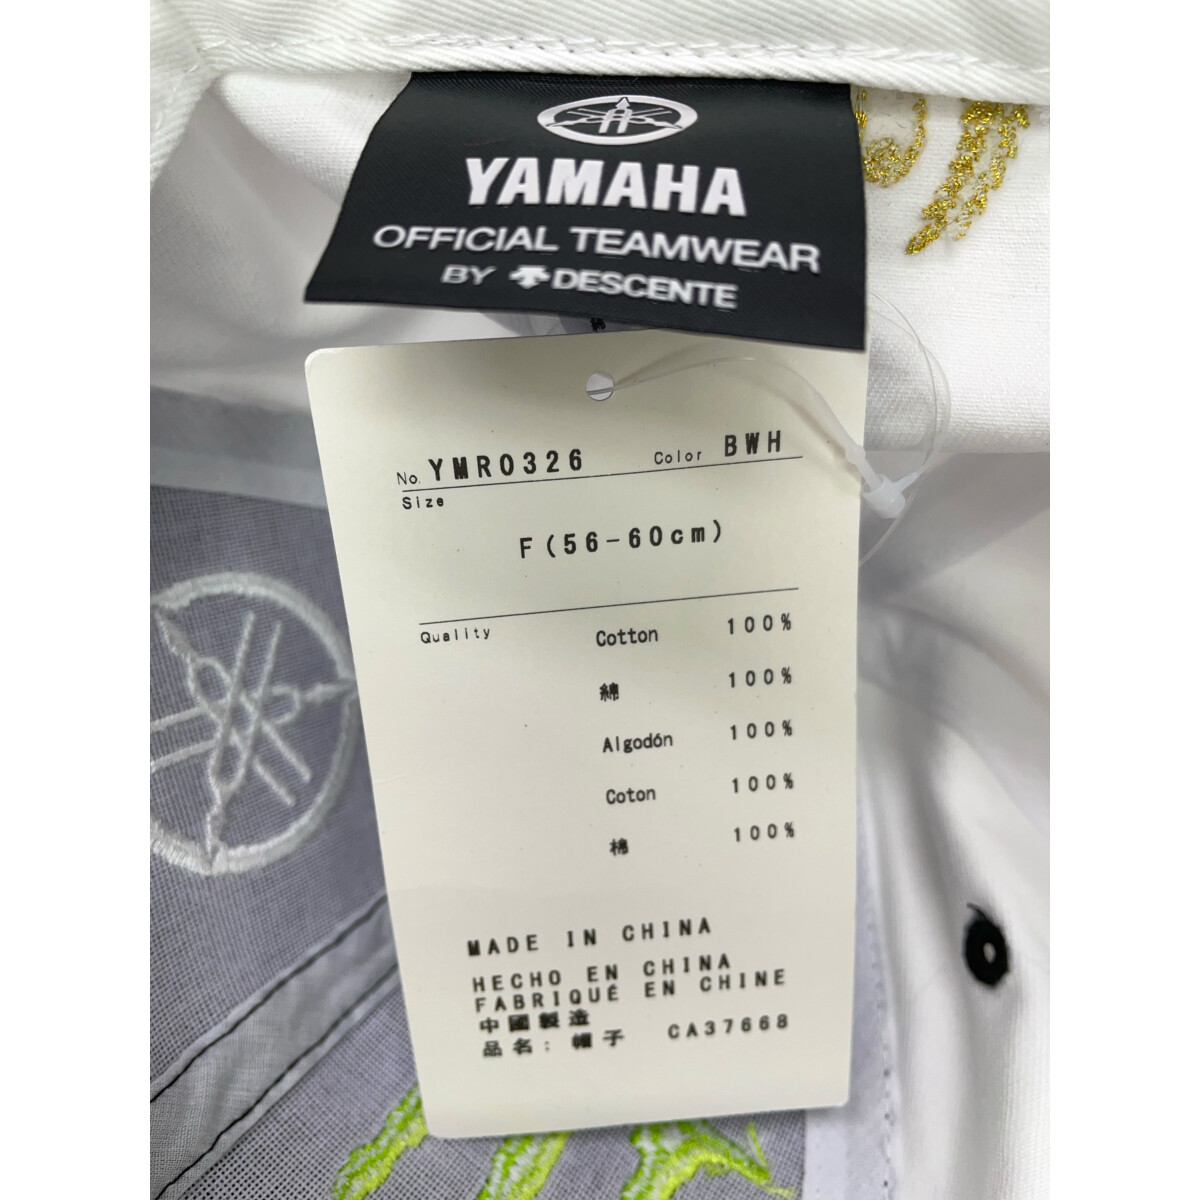 YAMAHA
OFFICIAL TEAMWEAR
BY DESCENTE
No. YMR0326 Color BWH
Size
F(56-60cm)
Quality Cotton 100%
綿 100%
Algodón 100%
Coton 100%
棉 100%
MADE IN CHINA
HECHO EN CHINA
FABRIQUÉ EN CHINE
中國製造
品名:帽子 CA37668